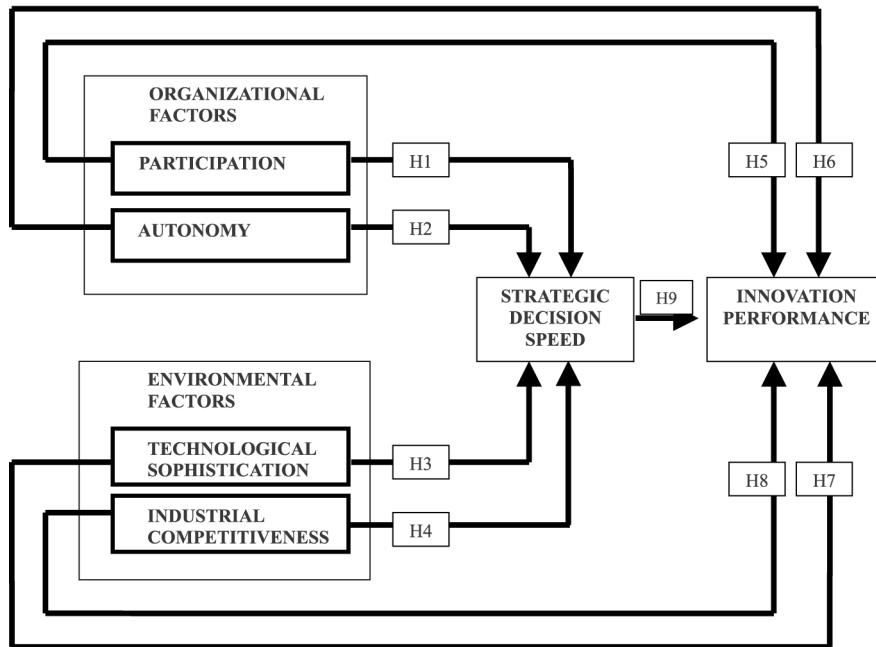 ORGANIZATIONAL
FACTORS
PARTICIPATION
H1
H5
H6
AUTONOMY
H2
STRATEGIC
DECISION
SPEED
H9
INNOVATION
PERFORMANCE
ENVIRONMENTAL
FACTORS
TECHNOLOGICAL
SOPHISTICATION
H3
H8
H7
INDUSTRIAL
COMPETITIVENESS
H4